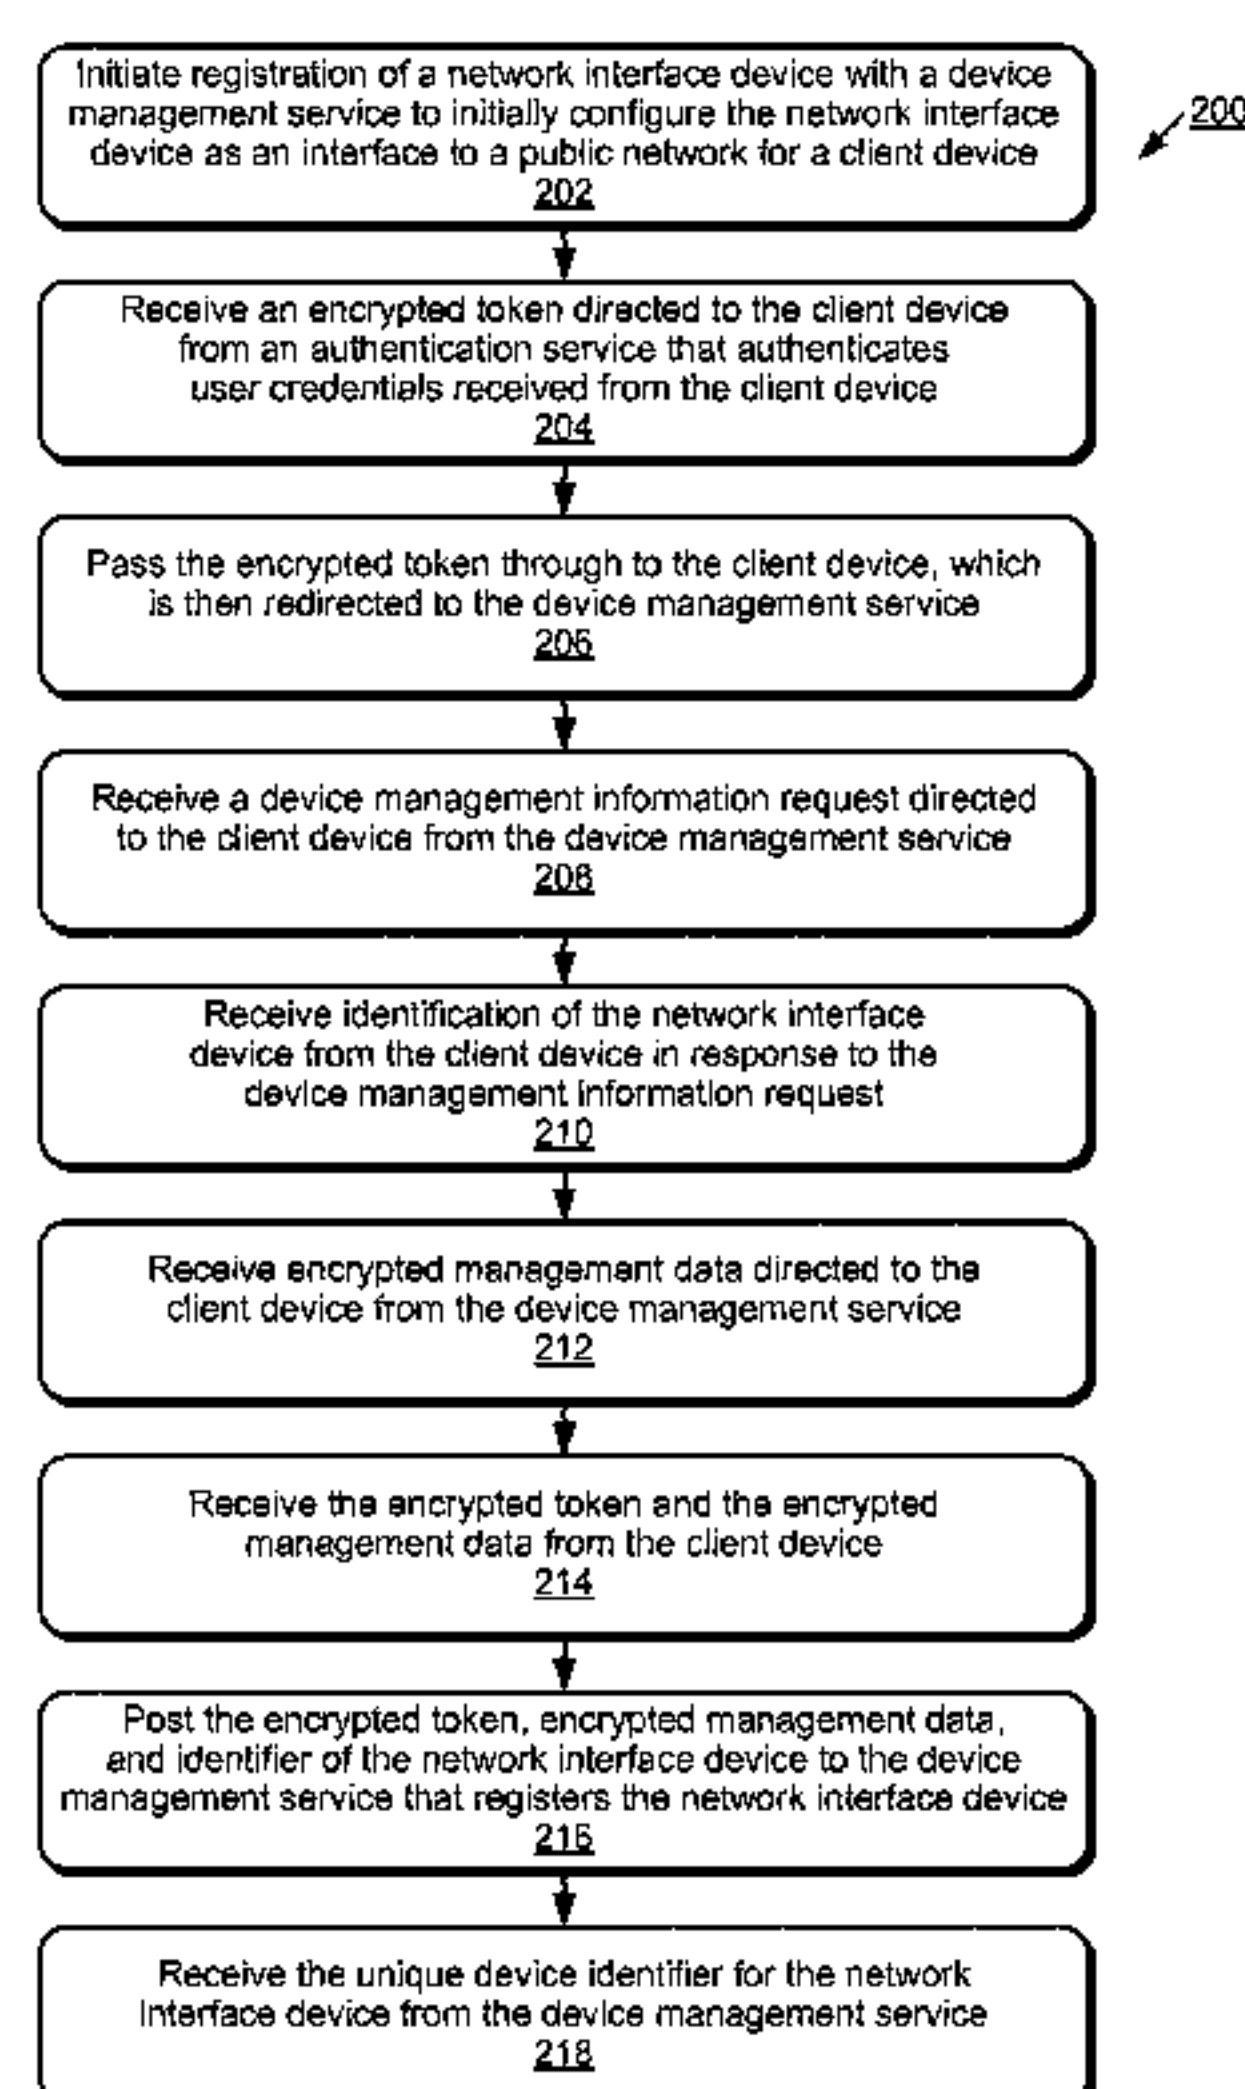 Initiate registration of a network interface device with a device
management service to initially configure the network interface
device as an interface to a public network for a client device
202
200
Receive an encrypted token directed to the client device
from an authentication service that authenticates
user credentials received from the client device
204
Pass the encrypted token through to the client device, which
is then redirected to the device management service
206
Receive a device management information request directed
to the client device from the device management service
208
Receive identification of the network interface
device from the client device in response to the
device management information request
210
Receive encrypted management data directed to the
client device from the device management service
212
Receive the encrypted token and the encrypted
management data from the client device
214
Post the encrypted token, encrypted management data,
and identifier of the network interface device to the device
management service that registers the network interface device
216
Receive the unique device identifier for the network
interface device from the device management service
218